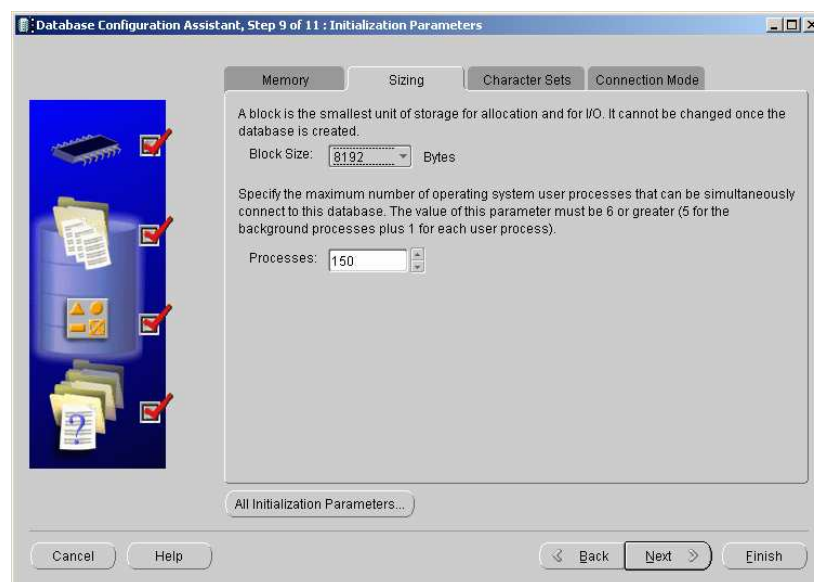 Database Configuration Assistant, Step 9 of 11 : Initialization Parameters
Memory
Sizing
Character Sets
Connection Mode
A block is the smallest unit of storage for allocation and for I/O. It cannot be changed once the
database is created.
Block Size: 8192 Bytes
Specify the maximum number of operating system user processes that can be simultaneously
connect to this database. The value of this parameter must be 6 or greater (5 for the
background processes plus 1 for each user process).
Processes: 150
?
All Initialization Parameters...
Cancel
Help
Back
Next
Finish